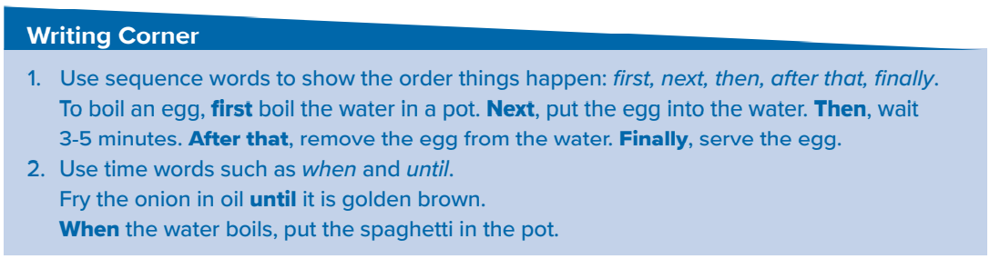 Writing Corner
1. Use sequence words to show the order things happen: first, next, then, after that, finally.
To boil an egg, first boil the water in a pot. Next, put the egg into the water. Then, wait
3-5 minutes. After that, remove the egg from the water. Finally, serve the egg.
2. Use time words such as when and until.
Fry the onion in oil until it is golden brown.
When the water boils, put the spaghetti in the pot.